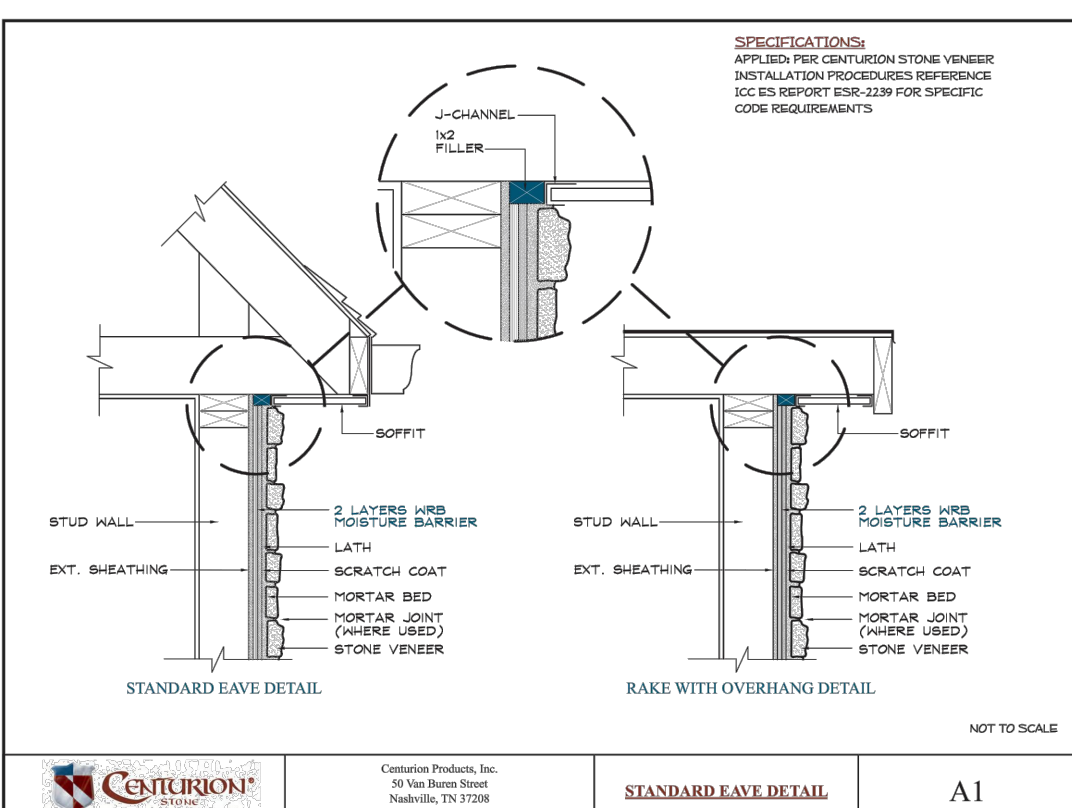 SPECIFICATIONS:
APPLIED: PER CENTURION STONE VENEER
INSTALLATION PROCEDURES REFERENCE
ICC ES REPORT ESR-2239 FOR SPECIFIC
CODE REQUIREMENTS
J-CHANNEL
1x2
FILLER
SOFFIT
STUD WALL
EXT. SHEATHING
2 LAYERS WRB
MOISTURE BARRIER
LATH
SCRATCH COAT
MORTAR BED
MORTAR JOINT
(WHERE USED)
STONE VENEER
STANDARD EAVE DETAIL
SOFFIT
STUD WALL
EXT. SHEATHING
2 LAYERS WRB
MOISTURE BARRIER
LATH
SCRATCH COAT
MORTAR BED
MORTAR JOINT
(WHERE USED)
STONE VENEER
RAKE WITH OVERHANG DETAIL
NOT TO SCALE
CENTURION®
STONE
Centurion Products, Inc.
50 Van Buren Street
Nashville, TN 37208
STANDARD EAVE DETAIL
A1